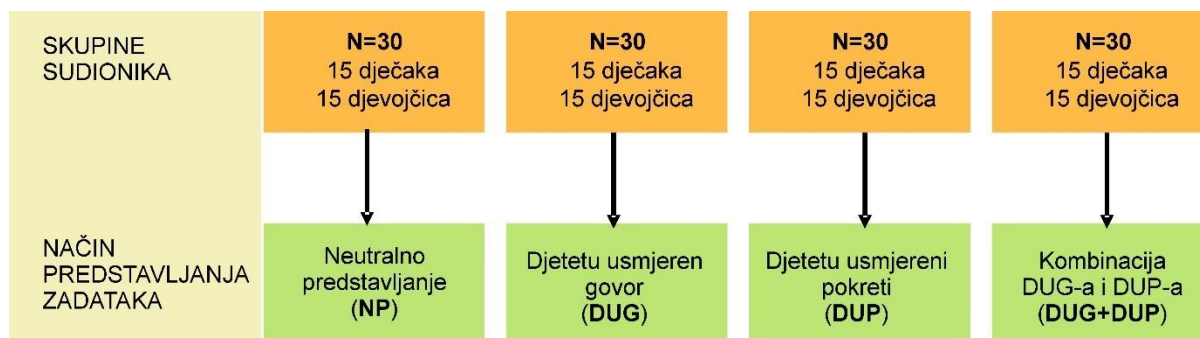 SKUPINE
SUDIONIKA
N=30
15 dječaka
15 djevojčica
N=30
15 dječaka
15 djevojčica
N=30
15 dječaka
15 djevojčica
N=30
15 dječaka
15 djevojčica
NAČIN
PREDSTAVLJANJA
ZADATAKA
Neutralno
predstavljanje
(NP)
Djetetu usmjeren
govor
(DUG)
Djetetu usmjereni
pokreti
(DUP)
Kombinacija
DUG-a i DUP-a
(DUG+DUP)